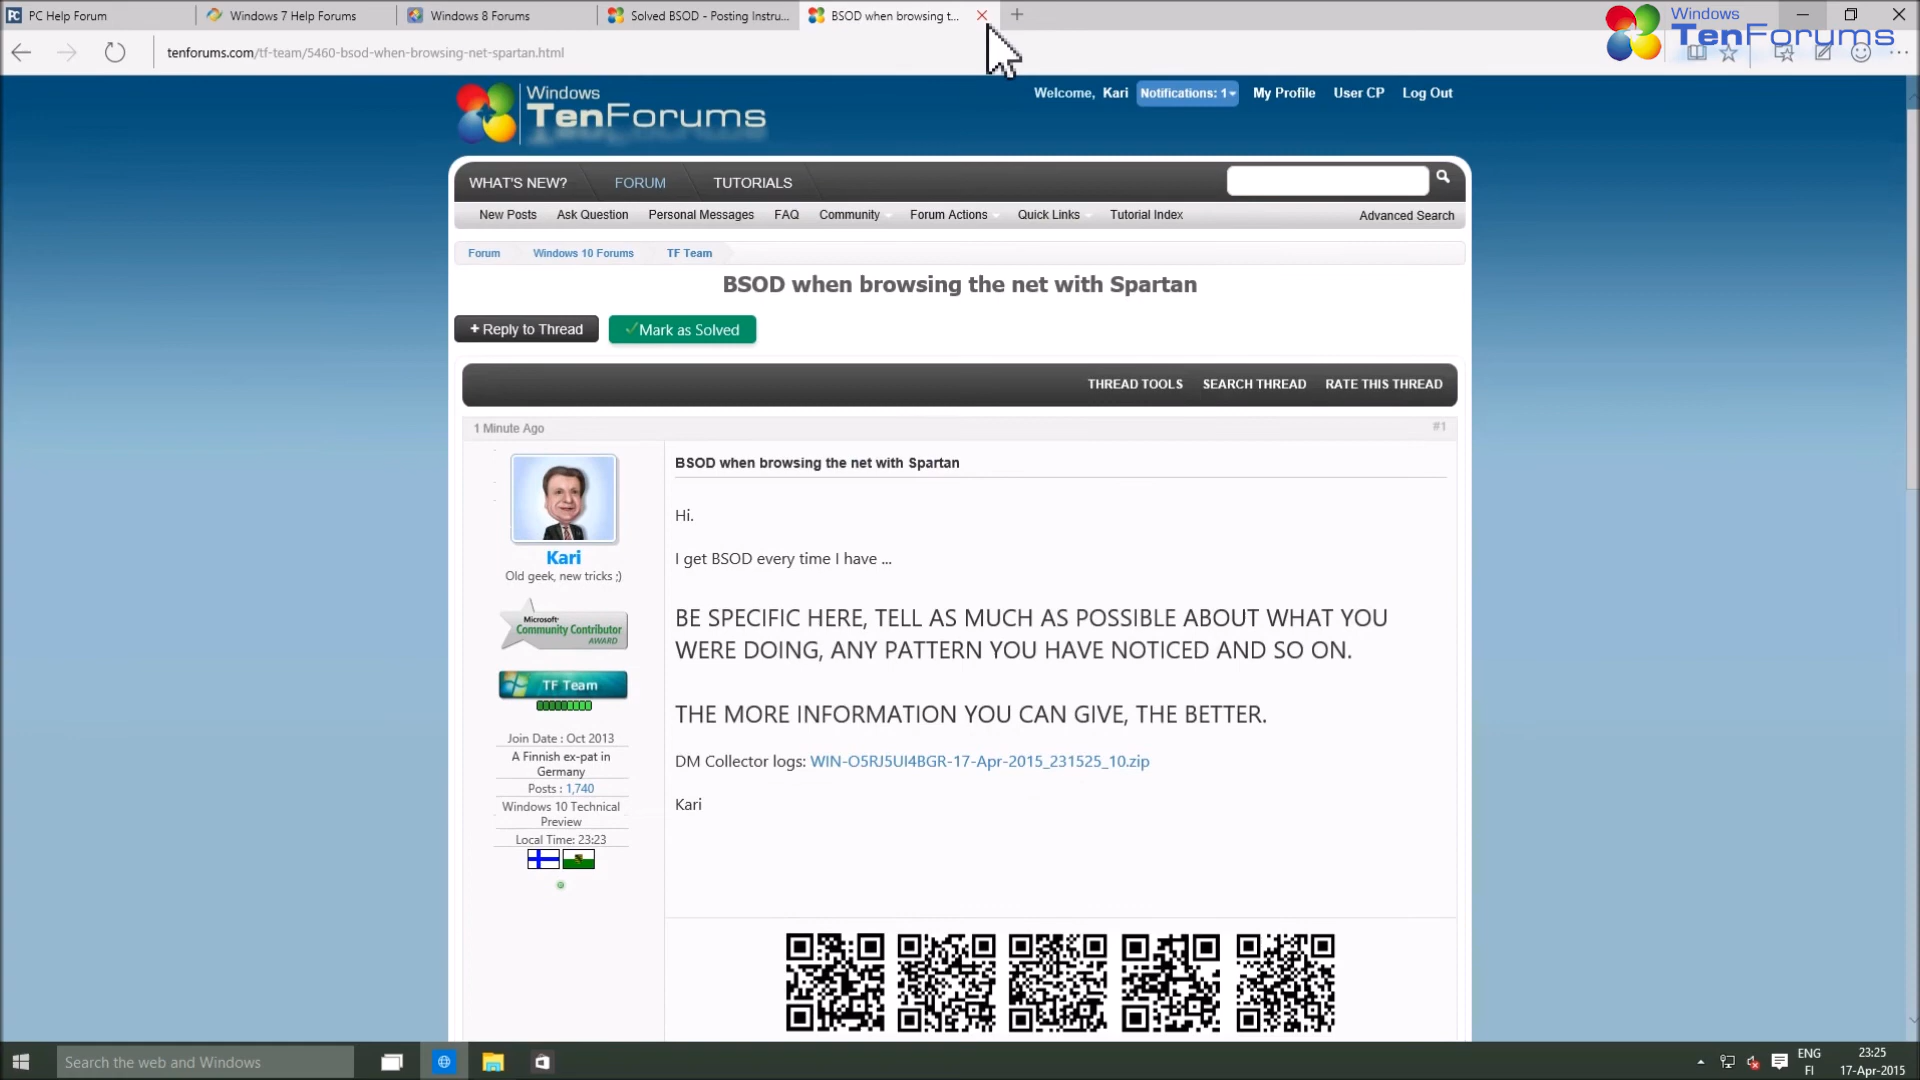 PC Help Forum
Windows 7 Help Forums
Windows 8 Forums
Solved BSOD - Posting Instru...
BSOD when browsing t...
Windows
TenForums
tenforums.com/tf-team/5460-bsod-when-browsing-net-spartan.html
Windows
TenForums
Welcome, Kari Notifications: 1 My Profile User CP Log Out
WHAT'S NEW? FORUM TUTORIALS
New Posts Ask Question Personal Messages FAQ Community Forum Actions Quick Links Tutorial Index Advanced Search
Forum Windows 10 Forums TF Team
BSOD when browsing the net with Spartan
+ Reply to Thread ✓Mark as Solved
THREAD TOOLS SEARCH THREAD RATE THIS THREAD
1 Minute Ago #1
Kari
Old geek, new tricks ;)
Microsoft
Community Contributor
AWARD
TF Team
Join Date : Oct 2013
A Finnish ex-pat in
Germany
Posts : 1,740
Windows 10 Technical
Preview
Local Time: 23:23
BSOD when browsing the net with Spartan
Hi.
I get BSOD every time I have ...
BE SPECIFIC HERE, TELL AS MUCH AS POSSIBLE ABOUT WHAT YOU
WERE DOING, ANY PATTERN YOU HAVE NOTICED AND SO ON.
THE MORE INFORMATION YOU CAN GIVE, THE BETTER.
DM Collector logs: WIN-O5RJ5UI4BGR-17-Apr-2015_231525_10.zip
Kari
Search the web and Windows
ENG
FI
23:25
17-Apr-2015